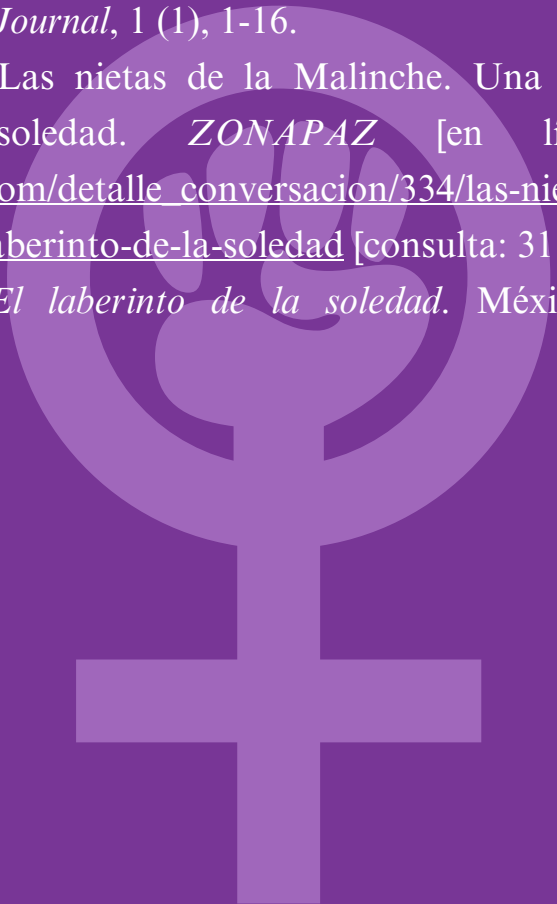 Journal, 1 (1), 1-16.
Las nietas de la Malinche. Una
soledad. ZONAPAZ [en li
om/detalle_conversacion/334/las-nie
aberinto-de-la-soledad [consulta: 31
El laberinto de la soledad. Méxi